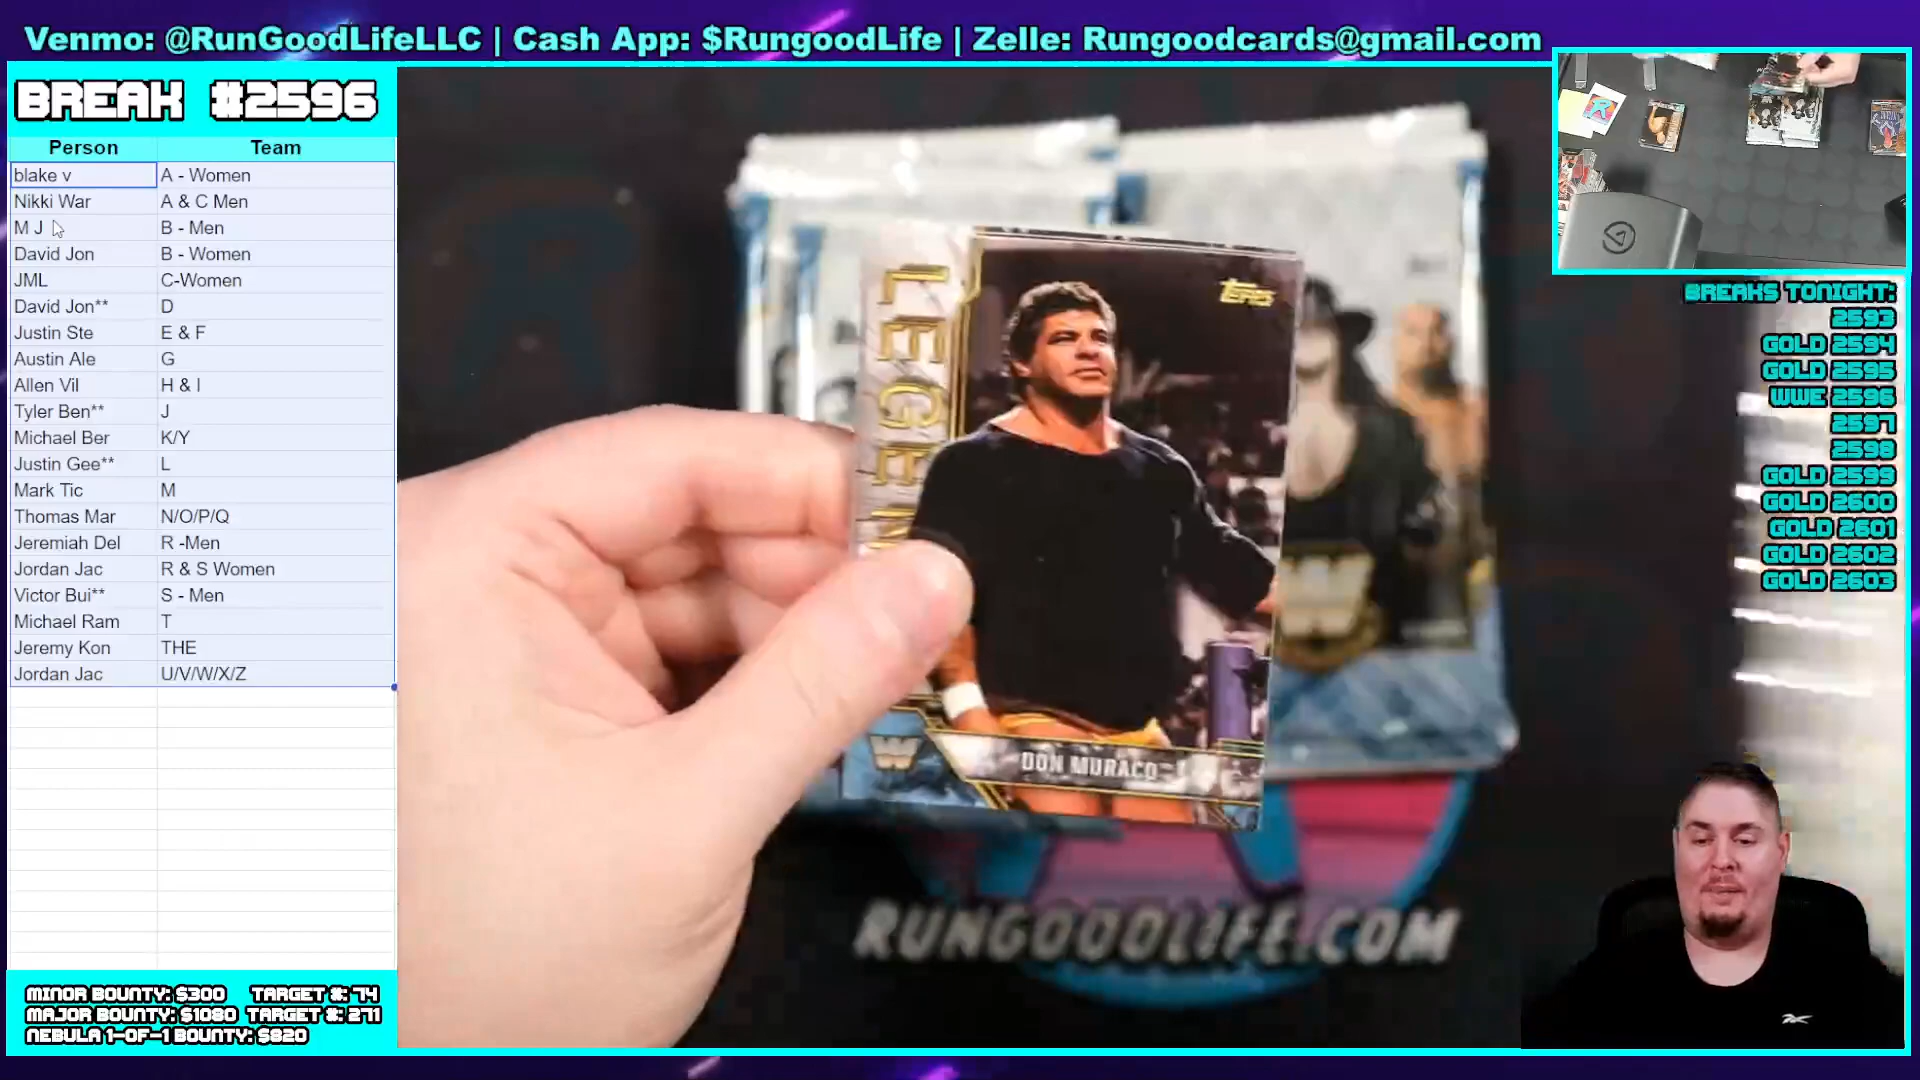 Venmo: @RunGoodLifeLLC | Cash App: $RungoodLife | Zelle: Rungoodcards@gmail.com
BREAK #2596
Person Team
blake v A - Women
Nikki War A & C Men
M J B - Men
David Jon B - Women
JML C-Women
David Jon** D
Justin Ste E & F
Austin Ale G
Allen Vil H & I
Tyler Ben** J
Michael Ber K/Y
Justin Gee** L
Mark Tic M
Thomas Mar N/O/P/Q
Jeremiah Del R -Men
Jordan Jac R & S Women
Victor Bui** S - Men
Michael Ram T
Jeremy Kon THE
Jordan Jac U/V/W/X/Z
MINOR BOUNTY: $300 TARGET #: 74
MAJOR BOUNTY: $1080 TARGET #: 271
NEBULA 1-OF-1 BOUNTY: $820
LEGEN
Topps
DON MURACO
RUNGOODLIFE.COM
BREAKS TONIGHT:
2593
GOLD 2594
GOLD 2595
WWE 2596
2597
2598
GOLD 2599
GOLD 2600
GOLD 2601
GOLD 2602
GOLD 2603